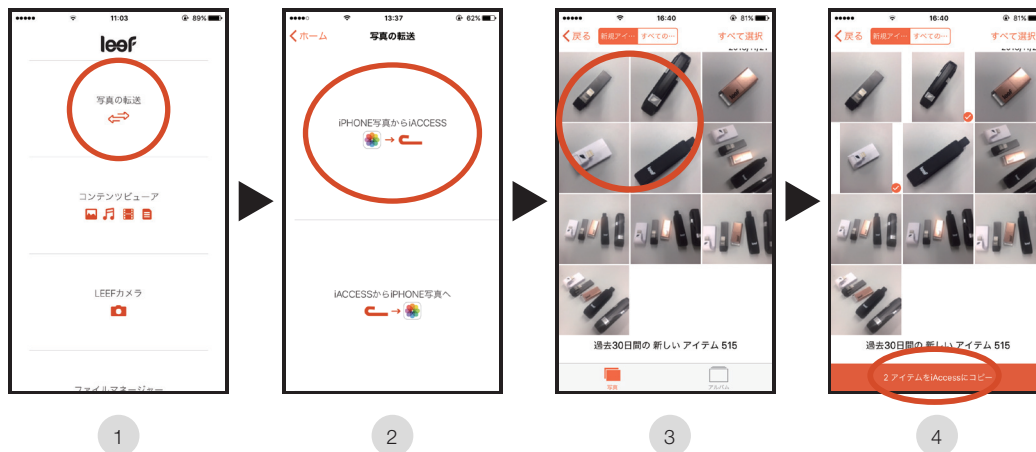 11:03
89%
leef
写真の転送
コンテンツビューア
LEEFカメラ
ファイルマネージャー
1
13:37
62%
ホーム
写真の転送
iPHONE写真からiACCESS
iACCESSからiPHONE写真へ
2
16:40
81%
戻る
新規アイ…
すべての…
すべて選択
過去30日間の 新しい アイテム 515
写真
アルバム
3
16:40
81%
戻る
新規アイ…
すべての…
すべて選択
過去30日間の 新しい アイテム 515
2 アイテムをiAccessにコピー
4